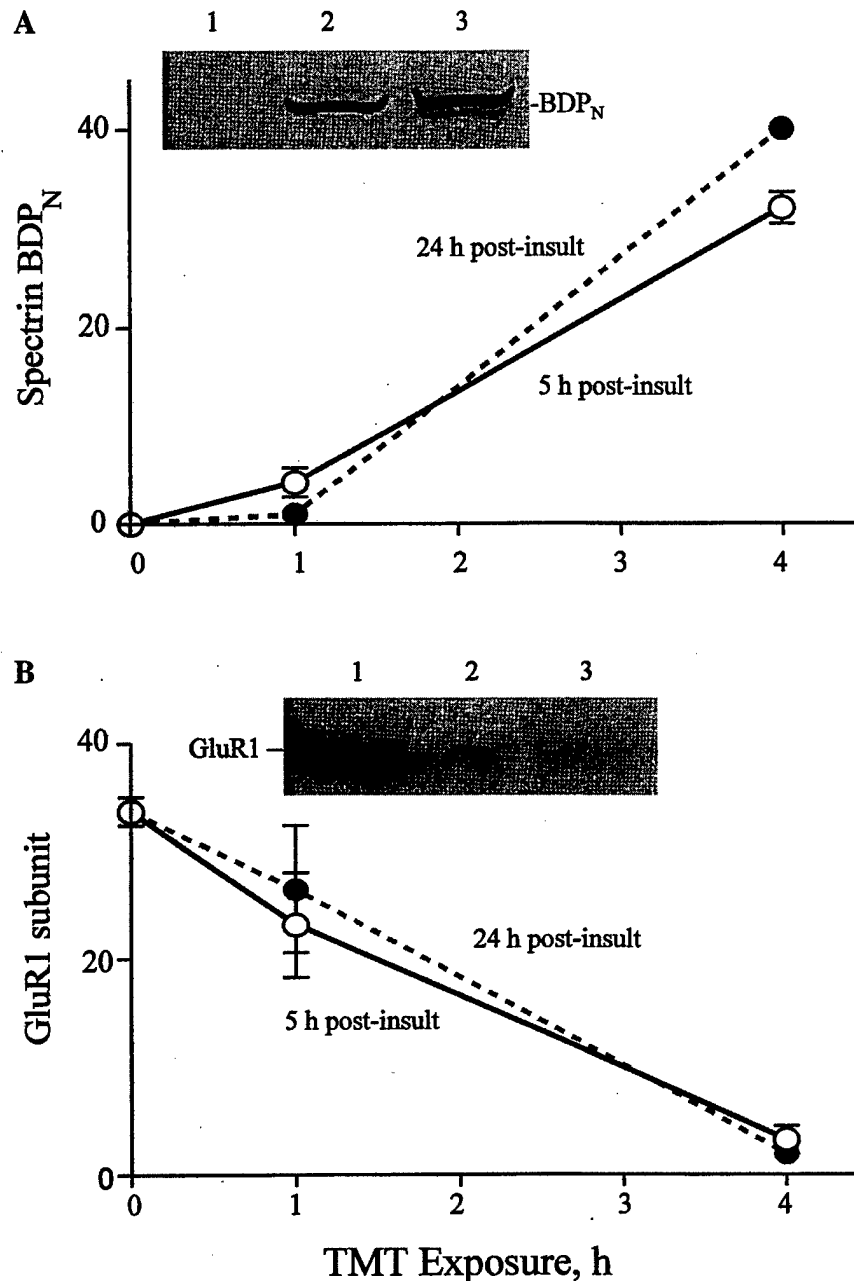 A
1 2 3
-BDPN
40
20
0
Spectrin BDPN
24 h post-insult
5 h post-insult
0 1 2 3 4
B
1 2 3
GluR1 –
40
20
0
GluR1 subunit
24 h post-insult
5 h post-insult
0 1 2 3 4
TMT Exposure, h